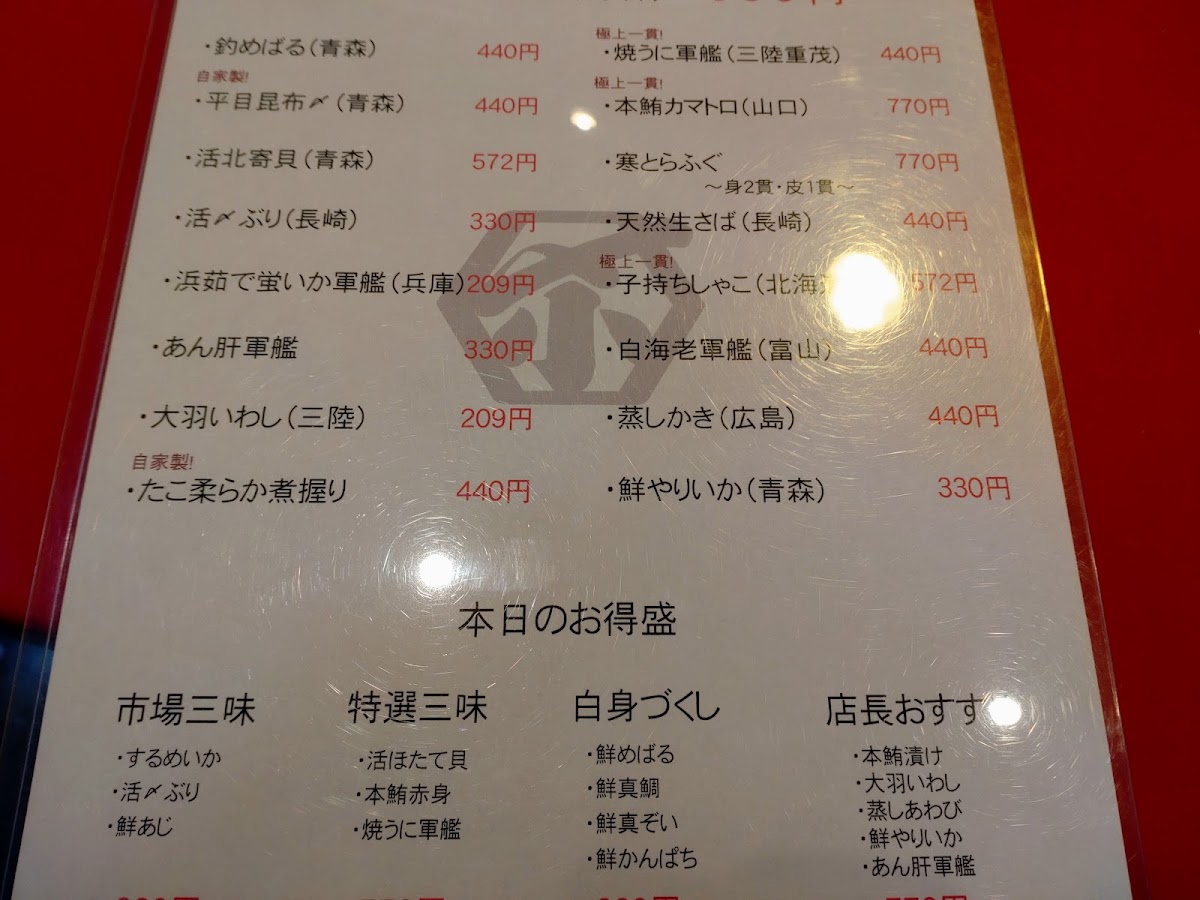 ・釣めばる(青森) 440円
自家製!
・平目昆布〆(青森) 440円
・活北寄貝(青森) 572円
・活〆ぶり(長崎) 330円
・浜茹で蛍いか軍艦(兵庫) 209円
・あん肝軍艦 330円
・大羽いわし(三陸) 209円
自家製!
・たこ柔らか煮握り 440円
極上一貫!
・焼うに軍艦(三陸重茂) 440円
極上一貫!
・本鮪カマトロ(山口) 770円
・寒とらふぐ 770円
～身2貫・皮1貫～
・天然生さば(長崎) 440円
極上一貫!
・子持ちしゃこ(北海 572円
・白海老軍艦(富山) 440円
・蒸しかき(広島) 440円
・鮮やりいか(青森) 330円
本日のお得盛
市場三味
・するめいか
・活〆ぶり
・鮮あじ
特選三味
・活ほたて貝
・本鮪赤身
・焼うに軍艦
白身づくし
・鮮めばる
・鮮真鯛
・鮮真ぞい
・鮮かんぱち
店長おすす
・本鮪漬け
・大羽いわし
・蒸しあわび
・鮮やりいか
・あん肝軍艦